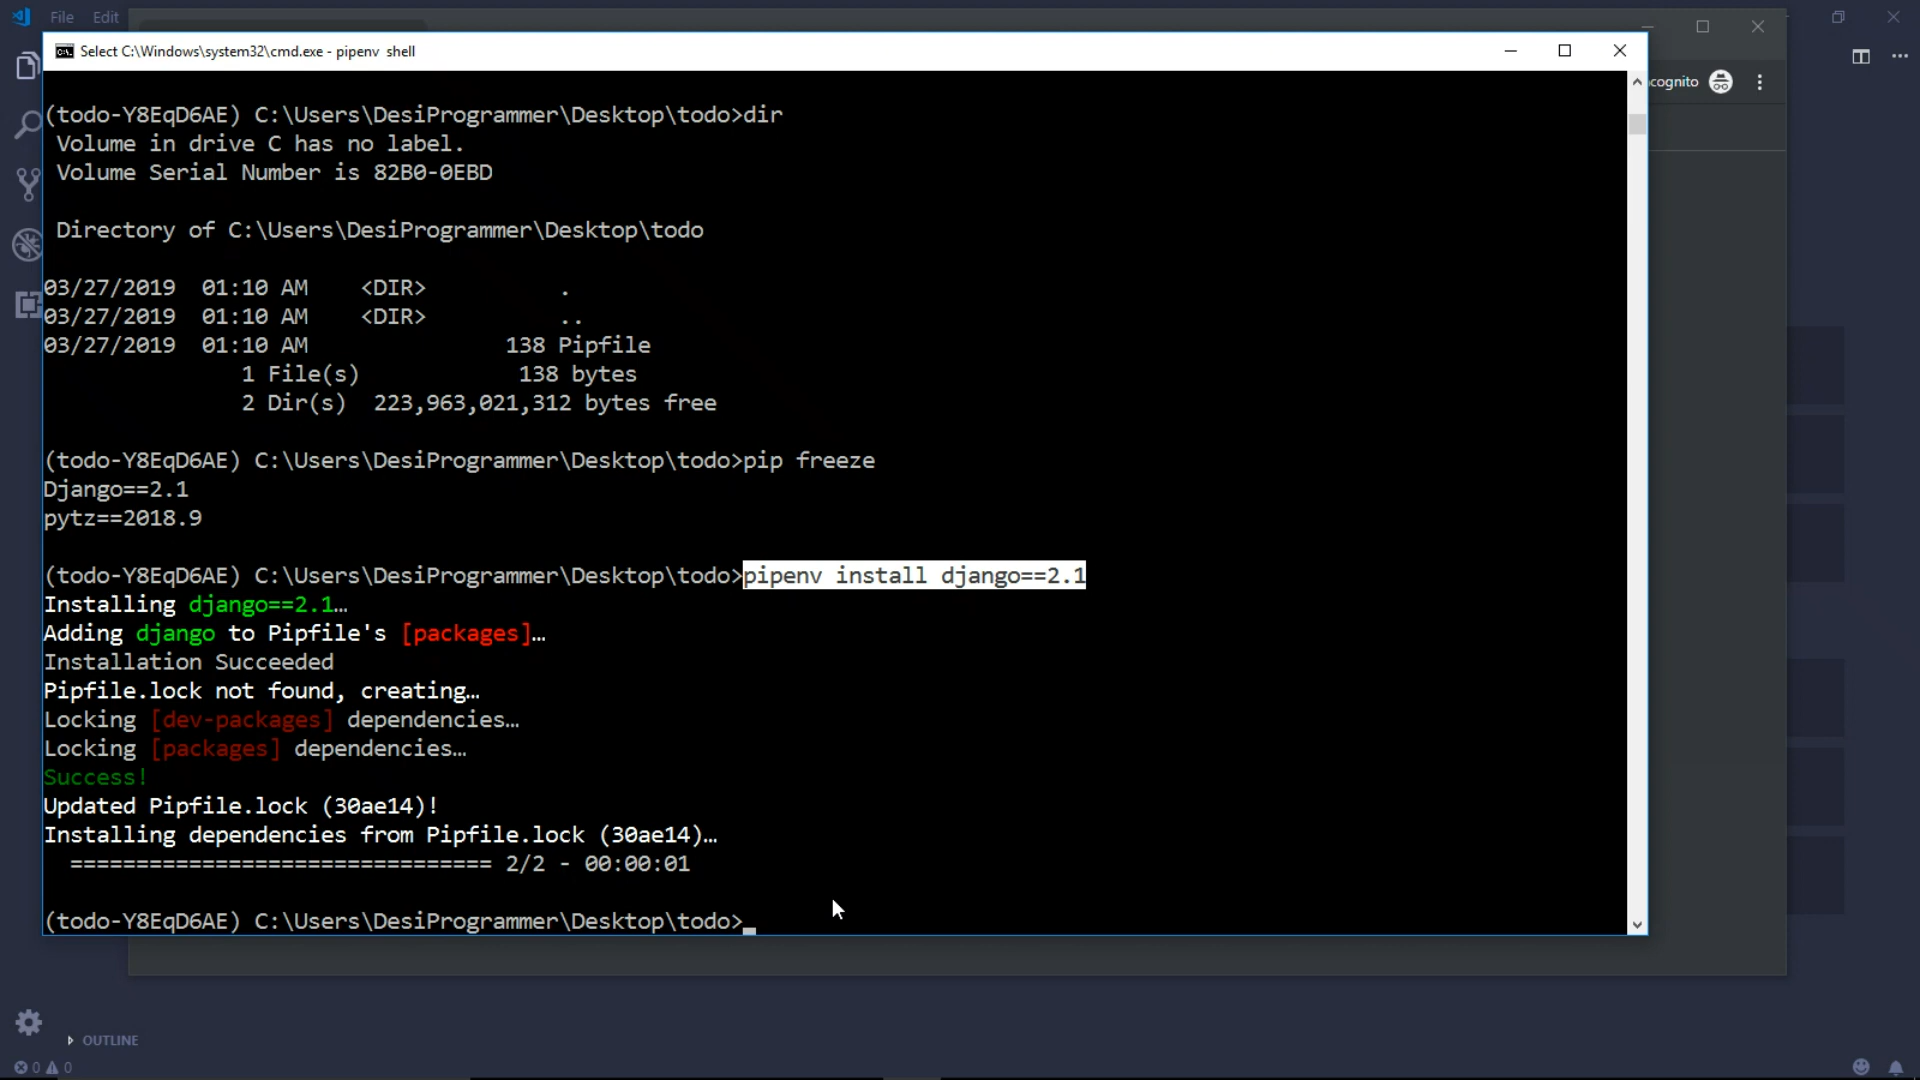 File Edit
Select C:\Windows\system32\cmd.exe - pipenv shell
cognito
(todo-Y8EqD6AE) C:\Users\DesiProgrammer\Desktop\todo>dir
Volume in drive C has no label.
Volume Serial Number is 82B0-0EBD
Directory of C:\Users\DesiProgrammer\Desktop\todo
03/27/2019 01:10 AM <DIR> .
03/27/2019 01:10 AM <DIR> ..
03/27/2019 01:10 AM 138 Pipfile
1 File(s) 138 bytes
2 Dir(s) 223,963,021,312 bytes free
(todo-Y8EqD6AE) C:\Users\DesiProgrammer\Desktop\todo>pip freeze
Django==2.1
pytz==2018.9
(todo-Y8EqD6AE) C:\Users\DesiProgrammer\Desktop\todo>pipenv install django==2.1
Installing django==2.1…
Adding django to Pipfile's [packages]…
Installation Succeeded
Pipfile.lock not found, creating…
Locking [dev-packages] dependencies…
Locking [packages] dependencies…
Success!
Updated Pipfile.lock (30ae14)!
Installing dependencies from Pipfile.lock (30ae14)…
================================ 2/2 - 00:00:01
(todo-Y8EqD6AE) C:\Users\DesiProgrammer\Desktop\todo>
OUTLINE
0 0